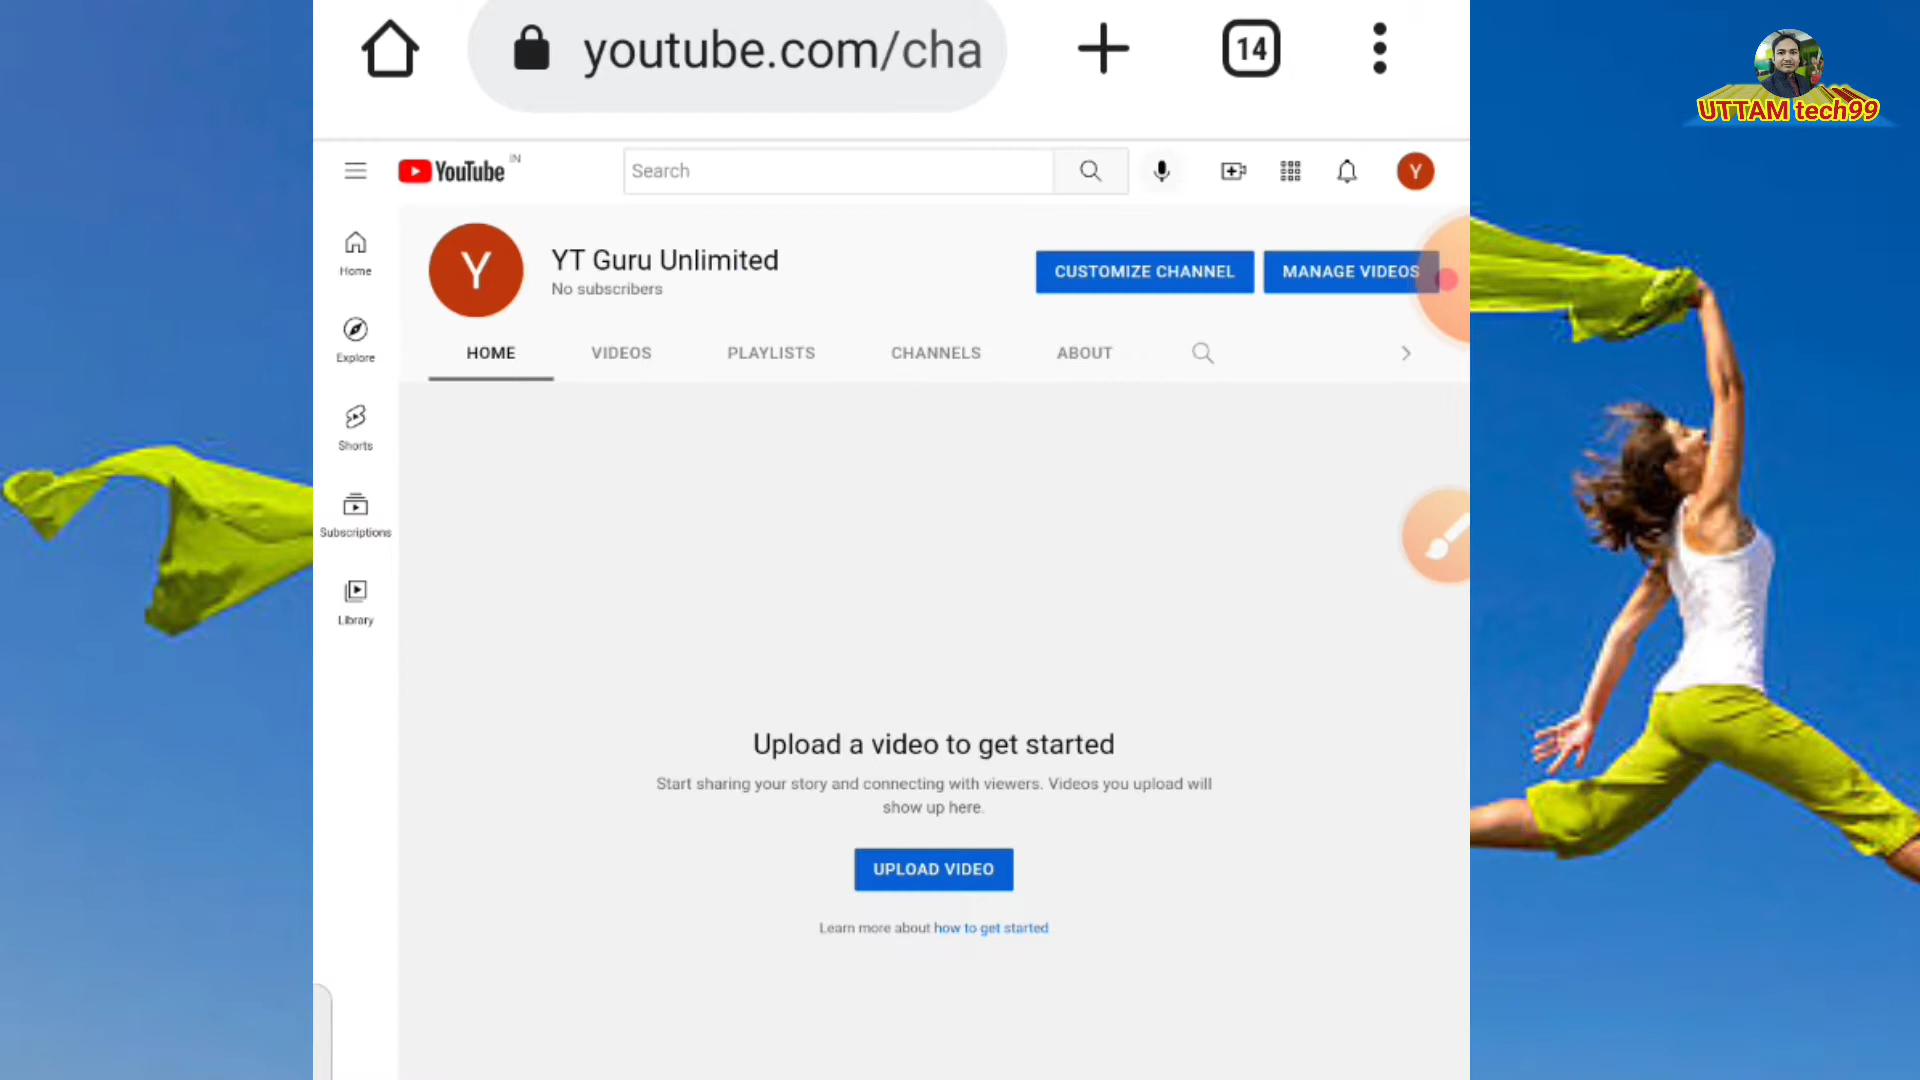 youtube.com/cha
14
UTTAM tech99
YouTube IN
Search
Y
Y
YT Guru Unlimited
No subscribers
CUSTOMIZE CHANNEL
MANAGE VIDEOS
HOME
VIDEOS
PLAYLISTS
CHANNELS
ABOUT
Home
Explore
Shorts
Subscriptions
Library
Upload a video to get started
Start sharing your story and connecting with viewers. Videos you upload will
show up here.
UPLOAD VIDEO
Learn more about how to get started